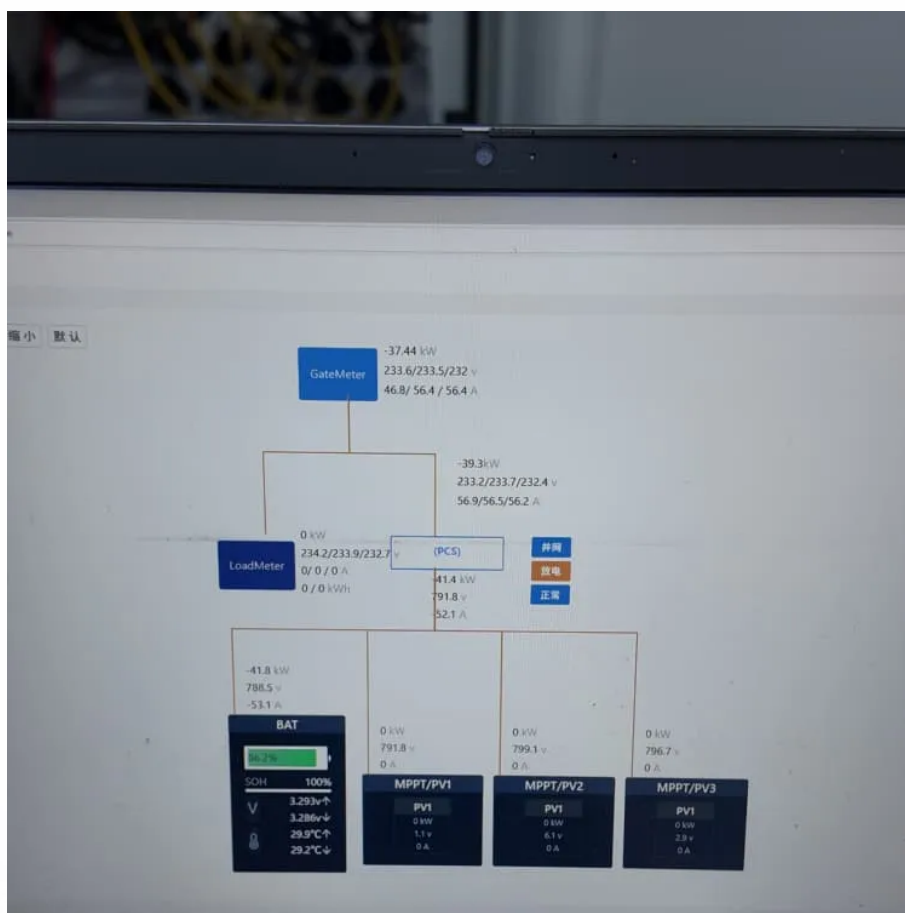 缩小 默认
GateMeter
-37.44 kW
233.6/233.5/232 v
46.8/ 56.4 / 56.4 A
-39.3kW
233.2/233.7/232.4 v
56.9/56.5/56.2 A
LoadMeter
0 kW
234.2/233.9/232.7 v
0/ 0 / 0 A
0 / 0 kWh
(PCS)
并网
放电
正常
-41.4 kW
791.8 v
-52.1 A
-41.8 kW
788.5 v
-53.1 A
BAT
86.2%
SOH 100%
V 3.293v↑
3.286v↓
29.9℃↑
29.2℃↓
0 kW
791.8 v
0 A
MPPT/PV1
PV1
0 kW
1.1 v
0 A
0 kW
799.1 v
0 A
MPPT/PV2
PV1
0 kW
6.1 v
0 A
0 kW
796.7 v
0 A
MPPT/PV3
PV1
0 kW
2.9 v
0 A